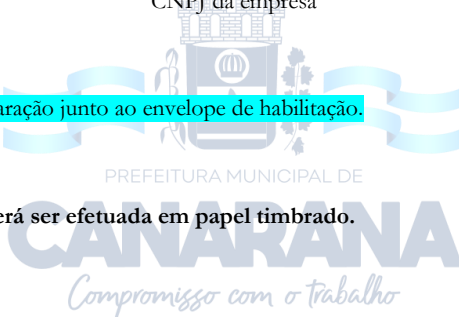 CNPJ da empresa
aração junto ao envelope de habilitação.
PREFEITURA MUNICIPAL DE
erá ser efetuada em papel timbrado.
CANARANA
Compromisso com o trabalho